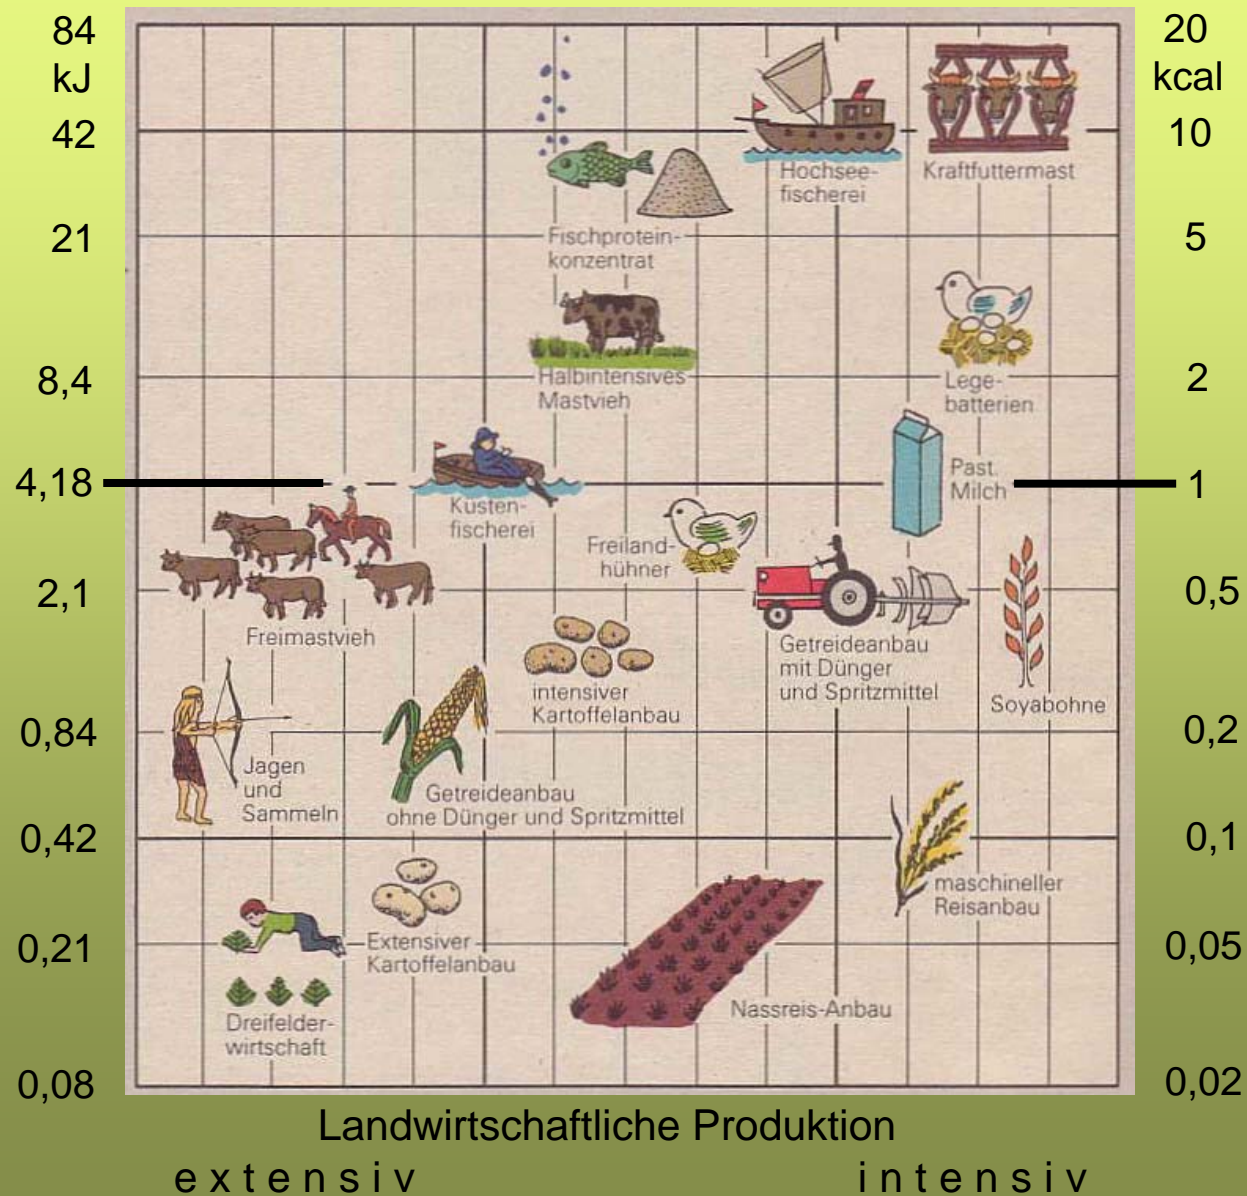 84
kJ
42
21
8,4
4,18
2,1
0,84
0,42
0,21
0,08
20
kcal
10
5
2
1
0,5
0,2
0,1
0,05
0,02
Hochsee-
fischerei
Kraftfuttermast
Fischprotein-
konzentrat
Halbintensives
Mastvieh
Lege-
batterien
Past.
Milch
Küsten-
fischerei
Freiland-
hühner
Freimastvieh
intensiver
Kartoffelanbau
Getreideanbau
mit Dünger
und Spritzmittel
Soyabohne
Jagen
und
Sammeln
Getreideanbau
ohne Dünger und Spritzmittel
maschineller
Reisanbau
Extensiver
Kartoffelanbau
Nassreis-Anbau
Dreifelder-
wirtschaft
Landwirtschaftliche Produktion
extensiv intensiv